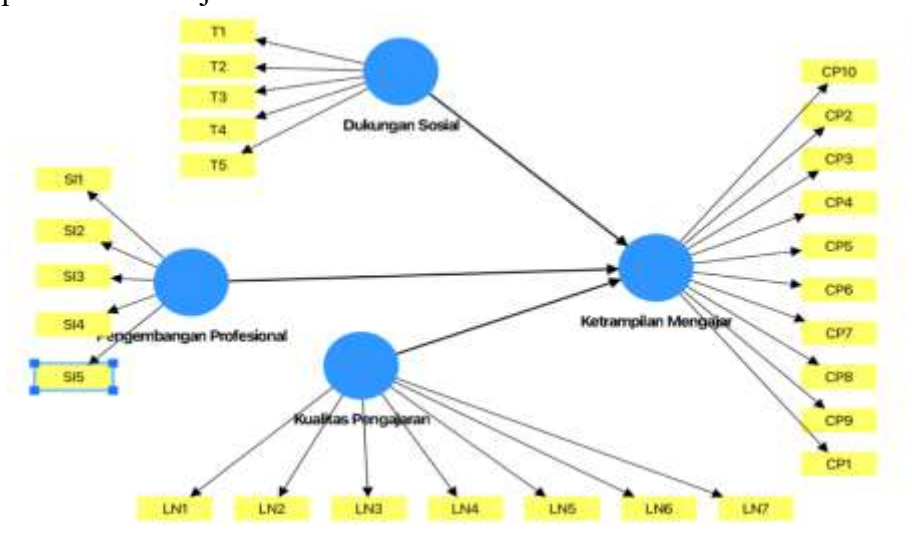 T1
T2
T3
T4
T5
Dukungan Sosial
CP10
CP2
CP3
CP4
CP5
CP6
CP7
CP8
CP9
CP1
Ketrampilan Mengajar
SI1
SI2
SI3
SI4
SI5
Pengembangan Profesional
Kualitas Pengajaran
LN1
LN2
LN3
LN4
LN5
LN6
LN7